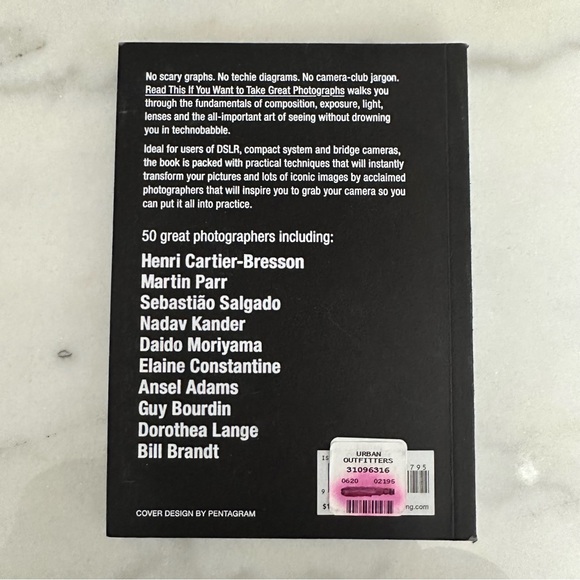 No scary graphs. No techie diagrams. No camera-club jargon.
Read This If You Want to Take Great Photographs walks you
through the fundamentals of composition, exposure, light,
lenses and the all-important art of seeing without drowning
you in technobabble.
Ideal for users of DSLR, compact system and bridge cameras,
the book is packed with practical techniques that will instantly
transform your pictures and lots of iconic images by acclaimed
photographers that will inspire you to grab your camera so you
can put it all into practice.
50 great photographers including:
Henri Cartier-Bresson
Martin Parr
Sebastião Salgado
Nadav Kander
Daido Moriyama
Elaine Constantine
Ansel Adams
Guy Bourdin
Dorothea Lange
Bill Brandt
URBAN
OUTFITTERS
31096316
0620 02195
COVER DESIGN BY PENTAGRAM